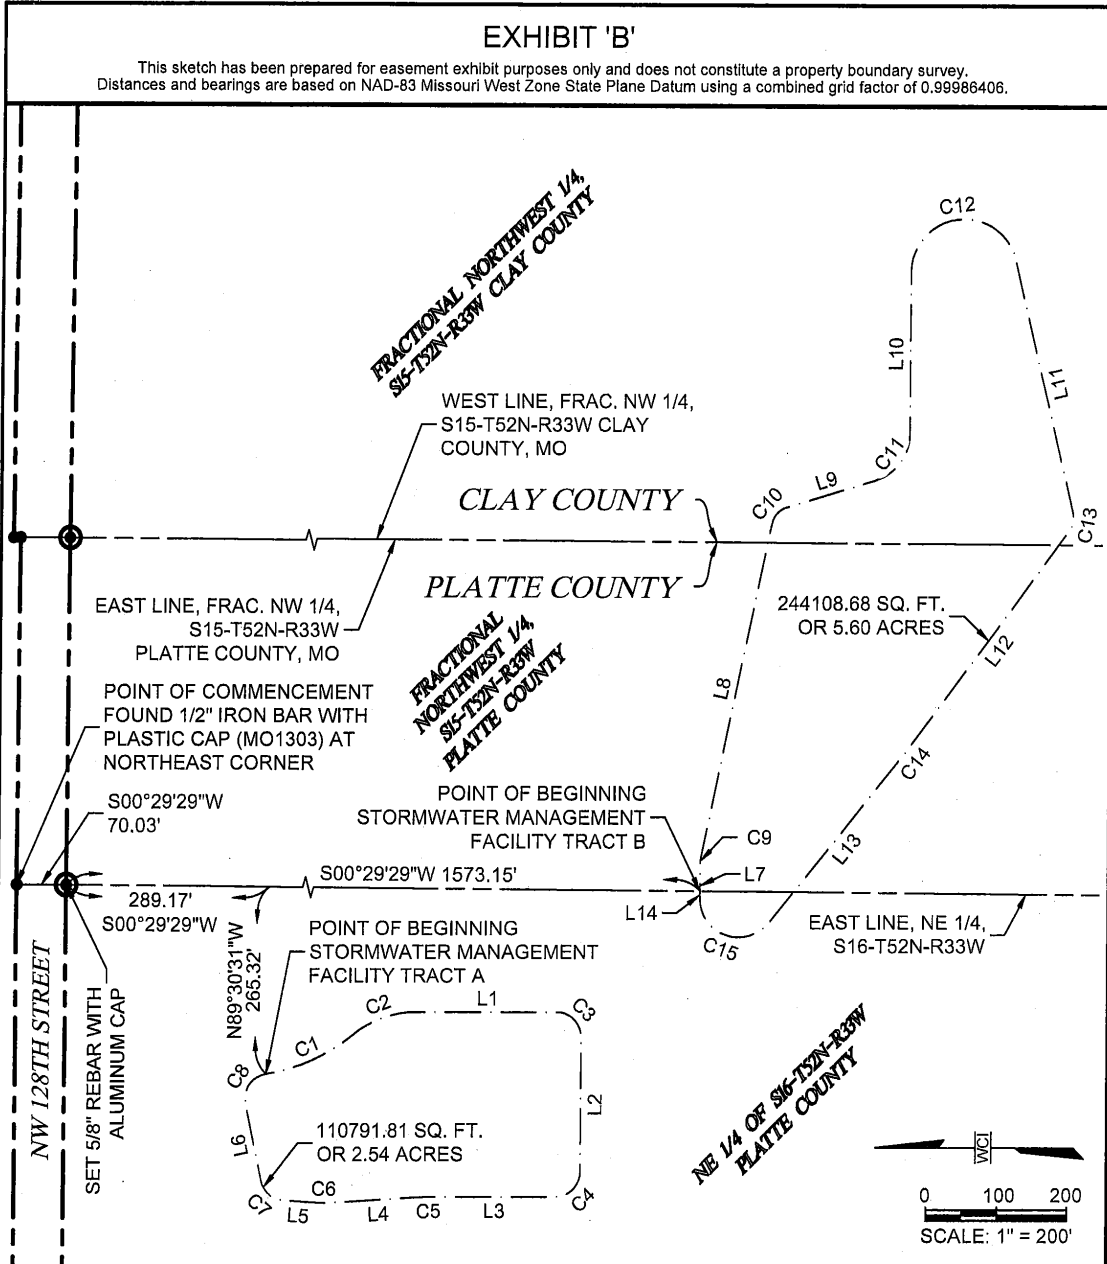 EXHIBIT 'B'
This sketch has been prepared for easement exhibit purposes only and does not constitute a property boundary survey.
Distances and bearings are based on NAD-83 Missouri West Zone State Plane Datum using a combined grid factor of 0.99986406.
FRACTIONAL NORTHWEST 1/4,
S15-T52N-R33W CLAY COUNTY
C12
L10
L11
WEST LINE, FRAC. NW 1/4,
S15-T52N-R33W CLAY
COUNTY, MO
C11
L9
C10
C13
CLAY COUNTY
PLATTE COUNTY
EAST LINE, FRAC. NW 1/4,
S15-T52N-R33W
PLATTE COUNTY, MO
244108.68 SQ. FT.
OR 5.60 ACRES
L12
FRACTIONAL
NORTHWEST 1/4,
S15-T52N-R33W
PLATTE COUNTY
L8
C14
POINT OF COMMENCEMENT
FOUND 1/2" IRON BAR WITH
PLASTIC CAP (MO1303) AT
NORTHEAST CORNER
S00°29'29"W
70.03'
POINT OF BEGINNING
STORMWATER MANAGEMENT
FACILITY TRACT B
C9
L13
L7
S00°29'29"W 1573.15'
289.17'
S00°29'29"W
L14
C15
EAST LINE, NE 1/4,
S16-T52N-R33W
N89°30'31"W
265.32'
POINT OF BEGINNING
STORMWATER MANAGEMENT
FACILITY TRACT A
NW 128TH STREET
SET 5/8" REBAR WITH
ALUMINUM CAP
C1
C2
L1
C3
C8
L2
L6
110791.81 SQ. FT.
OR 2.54 ACRES
C7
L5
C6
L4
C5
L3
C4
NE 1/4 OF S16-T52N-R33W
PLATTE COUNTY
WCI
0 100 200
SCALE: 1" = 200'